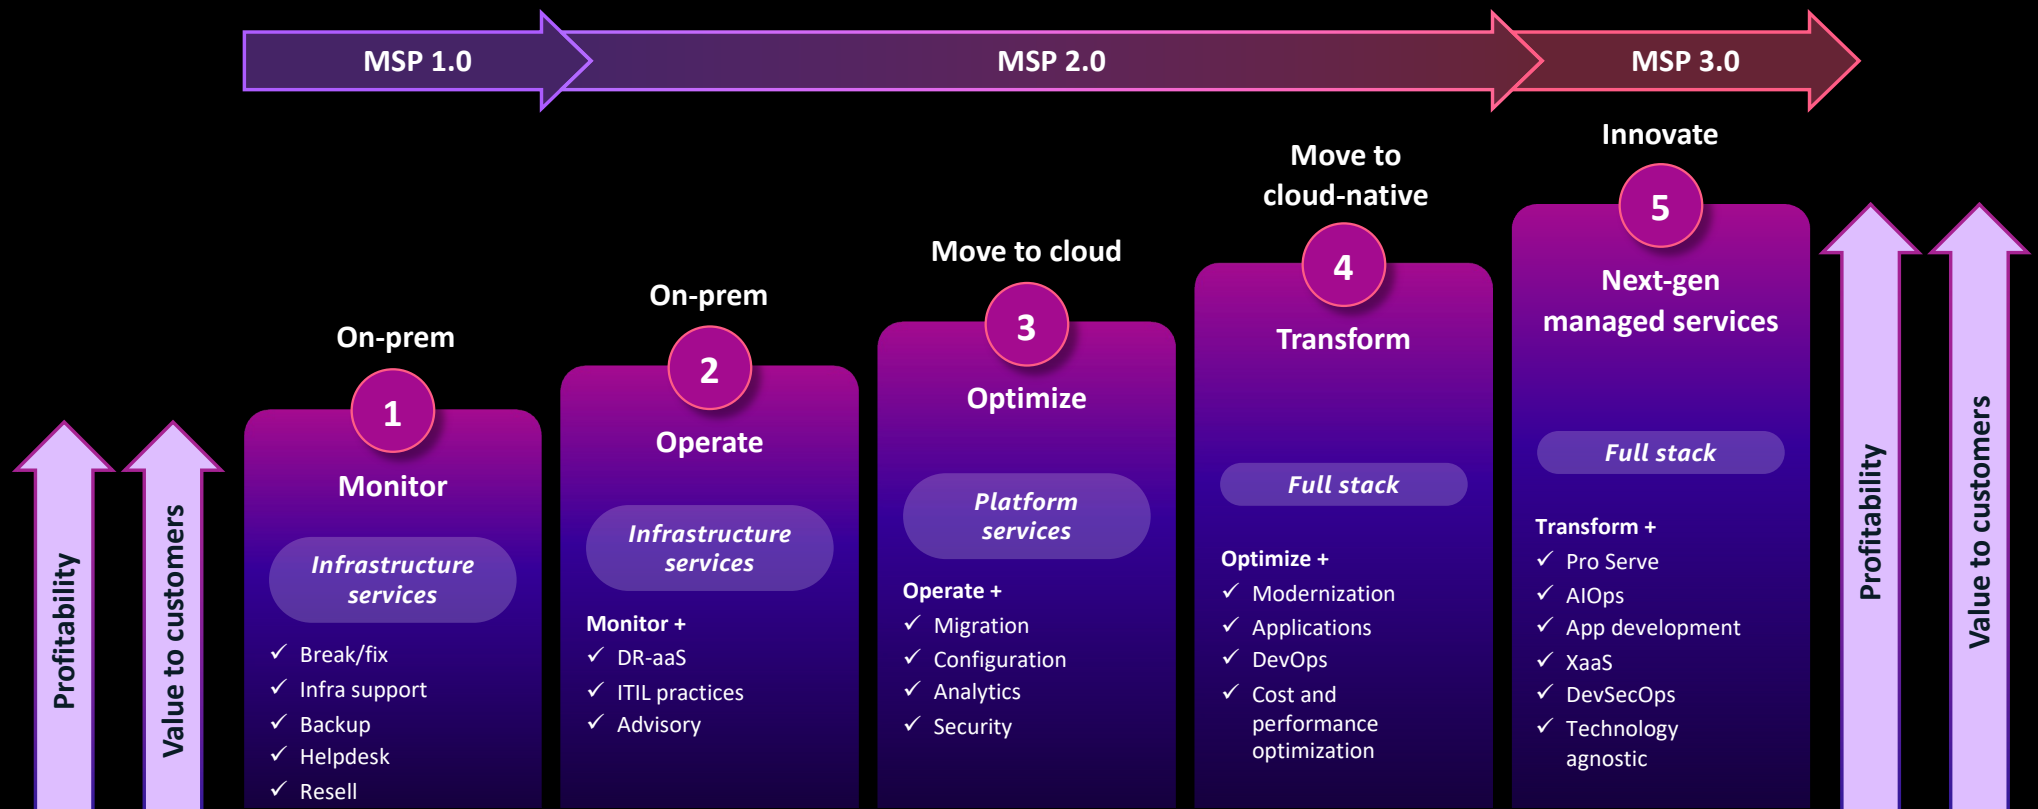 MSP 1.0
MSP 2.0
MSP 3.0
Profitability
Value to customers
On-prem
1
Monitor
Infrastructure
services
✓ Break/fix
✓ Infra support
✓ Backup
✓ Helpdesk
✓ Resell
On-prem
2
Operate
Infrastructure
services
Monitor +
✓ DR-aaS
✓ ITIL practices
✓ Advisory
Move to cloud
3
Optimize
Platform
services
Operate +
✓ Migration
✓ Configuration
✓ Analytics
✓ Security
Move to
cloud-native
4
Transform
Full stack
Optimize +
✓ Modernization
✓ Applications
✓ DevOps
✓ Cost and
performance
optimization
Innovate
5
Next-gen
managed services
Full stack
Transform +
✓ Pro Serve
✓ AIOps
✓ App development
✓ XaaS
✓ DevSecOps
✓ Technology
agnostic
Profitability
Value to customers